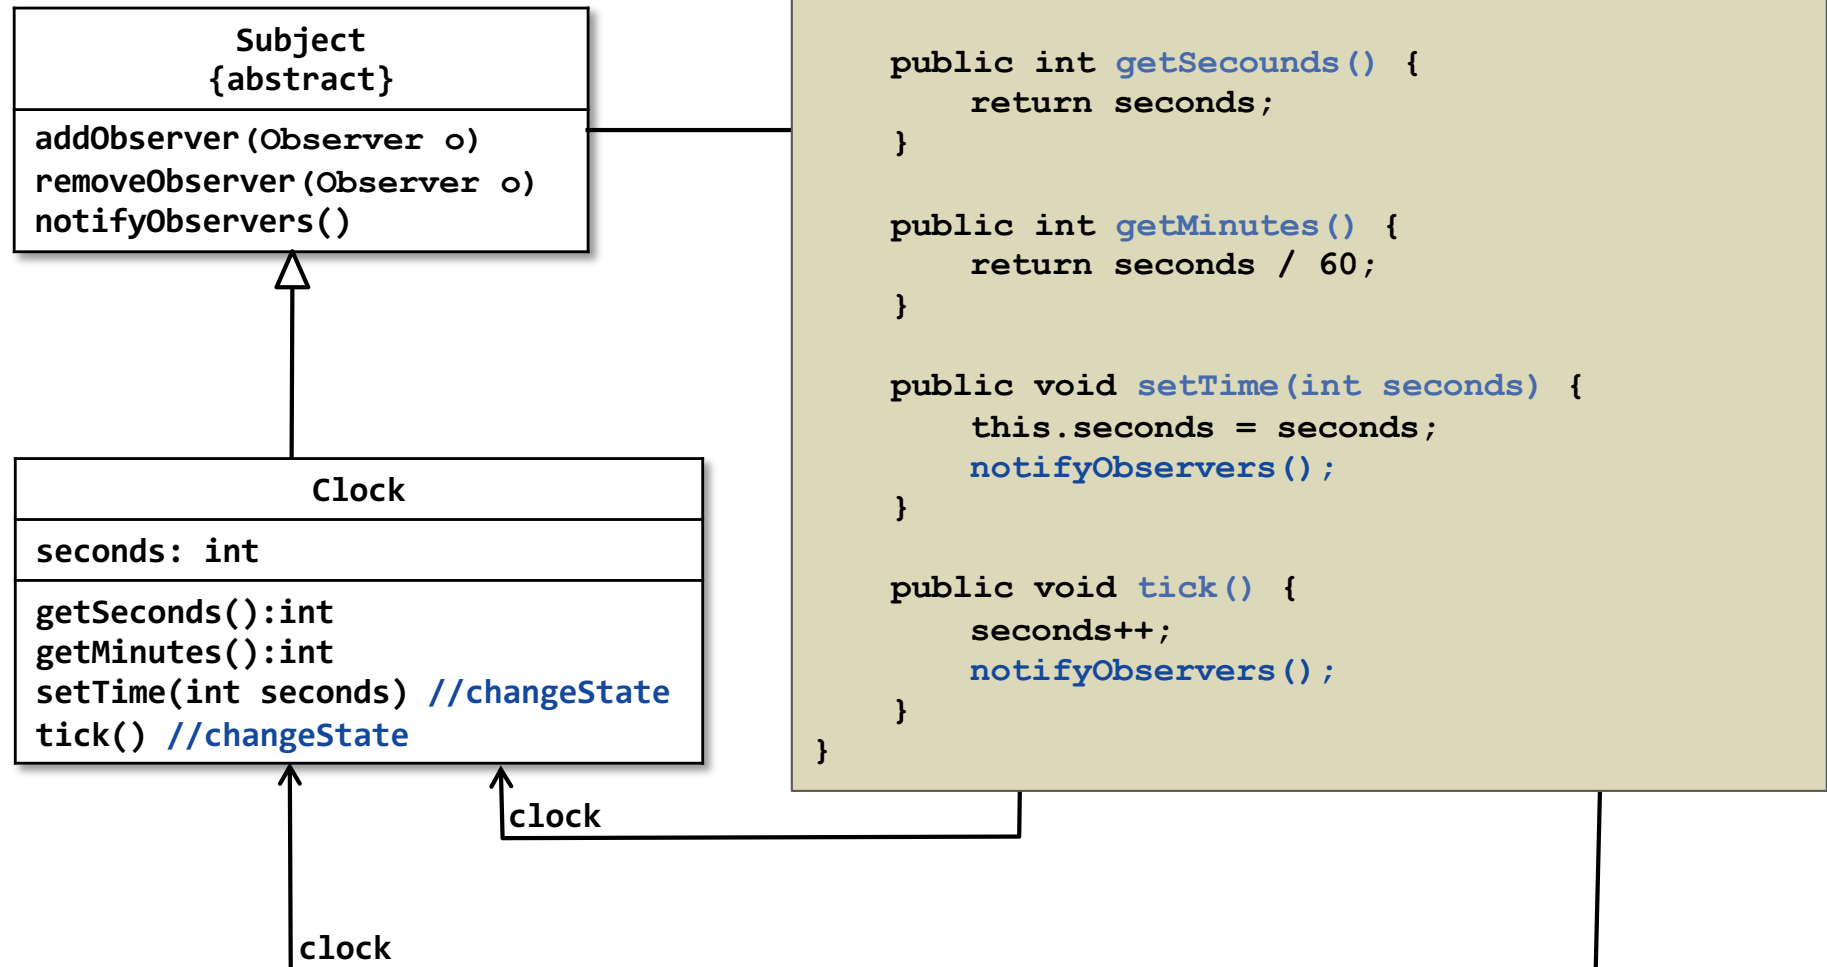 Subject
{abstract}
addObserver(Observer o)
removeObserver(Observer o)
notifyObservers()
Clock
seconds: int
getSeconds():int
getMinutes():int
setTime(int seconds) //changeState
tick() //changeState
clock
clock
public int getSecounds() {
return seconds;
}
public int getMinutes() {
return seconds / 60;
}
public void setTime(int seconds) {
this.seconds = seconds;
notifyObservers();
}
public void tick() {
seconds++;
notifyObservers();
}
}